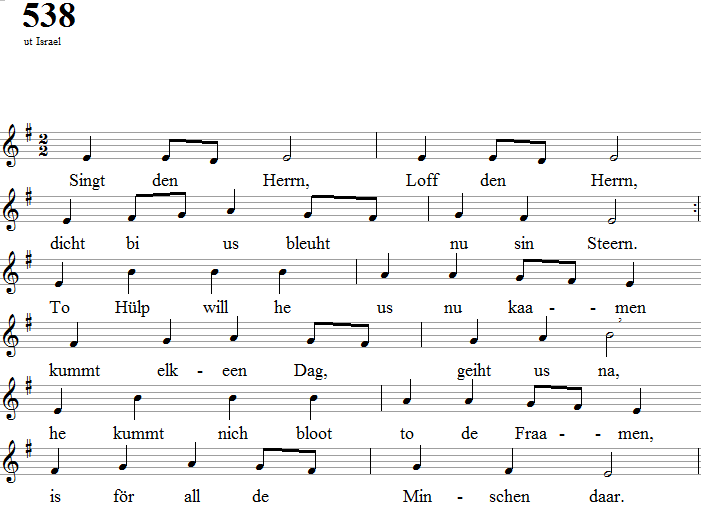 538
ut Israel
Singt den Herrn, Loff den Herrn,
dicht bi us bleuht nu sin Steern.
To Hülp will he us nu kaa - - men
kummt elk - een Dag, geiht us na,
he kummt nich bloot to de Fraa - - men,
is för all de Min - schen daar.